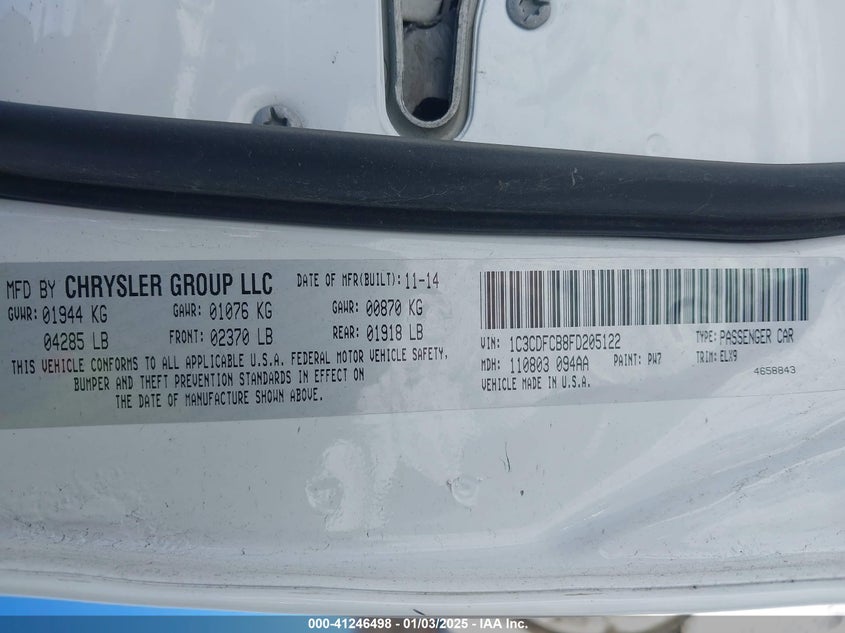 MFD BY CHRYSLER GROUP LLC DATE OF MFR(BUILT): 11-14
GVWR: 01944 KG GAWR: 01076 KG GAWR: 00870 KG
04285 LB FRONT: 02370 LB REAR: 01918 LB
THIS VEHICLE CONFORMS TO ALL APPLICABLE U.S.A. FEDERAL MOTOR VEHICLE SAFETY,
BUMPER AND THEFT PREVENTION STANDARDS IN EFFECT ON
THE DATE OF MANUFACTURE SHOWN ABOVE.
VIN: 1C3CDFCB8FD205122 TYPE: PASSENGER CAR
MDH: 110803 094AA PAINT: PW7 TRIM: ELX9
VEHICLE MADE IN U.S.A. 4658843
000-41246498 - 01/03/2025 - IAA Inc.